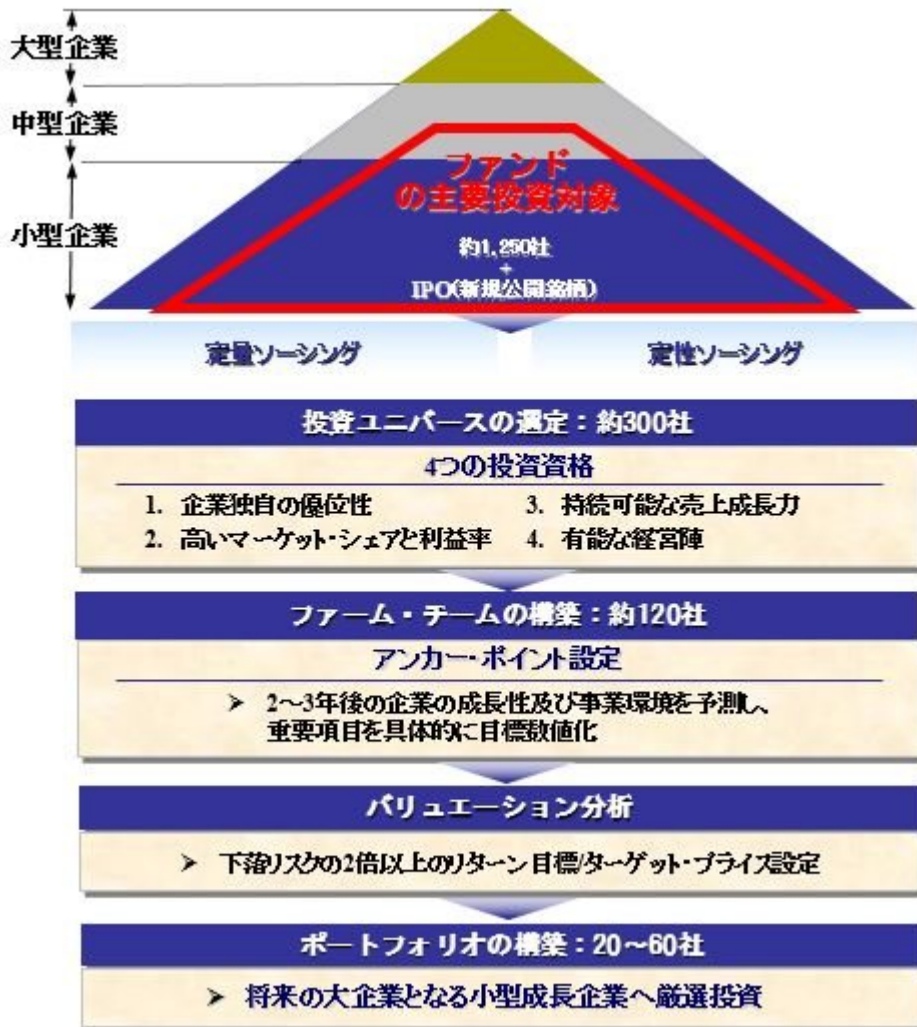 大型企業
中型企業
小型企業
ファンド
の主要投資対象
約1,250社
+
IPO(新規公開銘柄)
定量ソーシング
定性ソーシング
投資ユニバースの選定：約300社
4つの投資資格
1. 企業独自の優位性
2. 高いマーケット・シェアと利益率
3. 持続可能な売上成長力
4. 有能な経営陣
ファーム・チームの構築：約120社
アンカー・ポイント設定
➢ 2～3年後の企業の成長性及び事業環境を予測し、
重要項目を具体的に目標数値化
バリュエーション分析
➢ 下落リスクの2倍以上のリターン目標/ターゲット・プライス設定
ポートフォリオの構築：20～60社
➢ 将来の大企業となる小型成長企業へ厳選投資